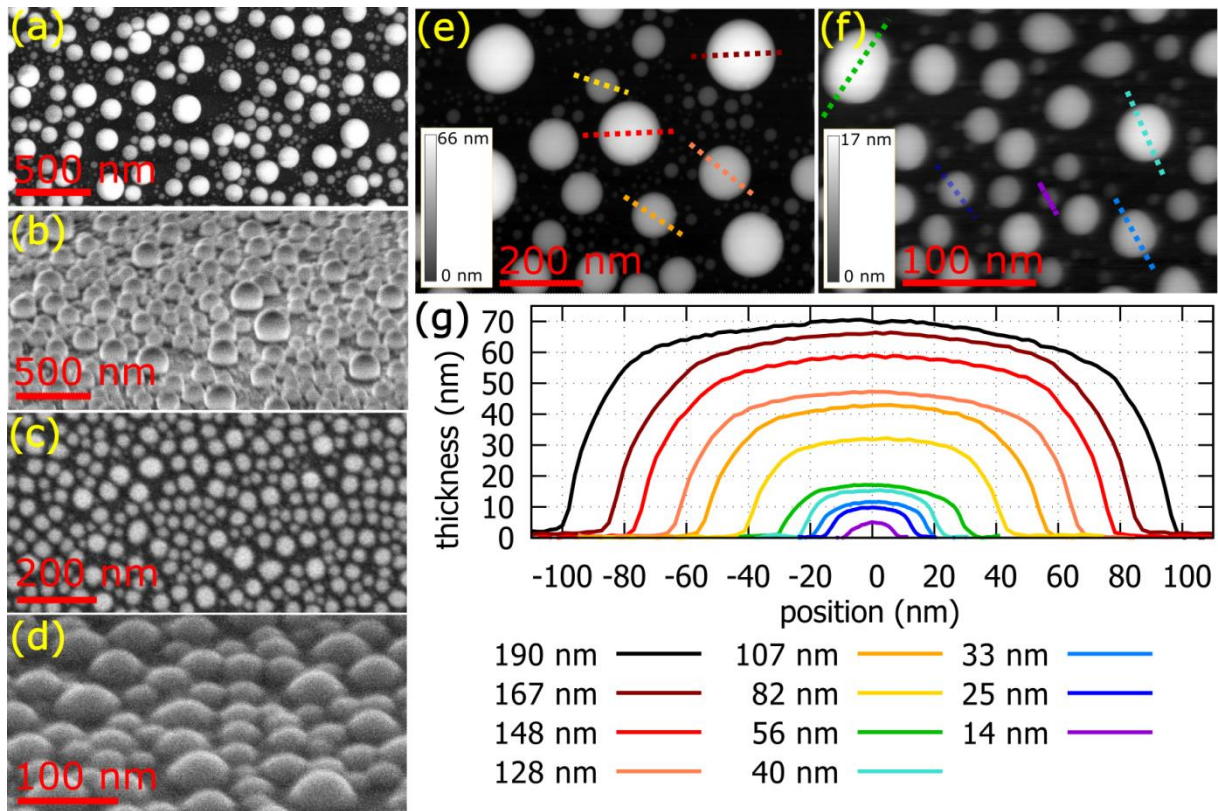 (a)
500 nm
(b)
500 nm
(c)
200 nm
(d)
100 nm
(e)
66 nm
0 nm
200 nm
(f)
17 nm
0 nm
100 nm
(g)
thickness (nm)
70
60
50
40
30
20
10
0
-100 -80 -60 -40 -20 0 20 40 60 80 100
position (nm)
190 nm 107 nm 33 nm
167 nm 82 nm 25 nm
148 nm 56 nm 14 nm
128 nm 40 nm